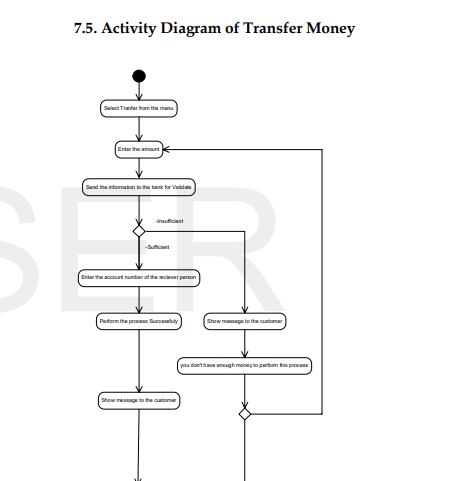 7.5. Activity Diagram of Transfer Money
Select Tranfer from the menu
Enter the amount
Send the information to the bank for Validate
-Insufficient
-Sufficient
Enter the account number of the reciever person
Perform the process Successfuly
Show message to the customer
you don't have enough money to perform this process
Show message to the customer
SER